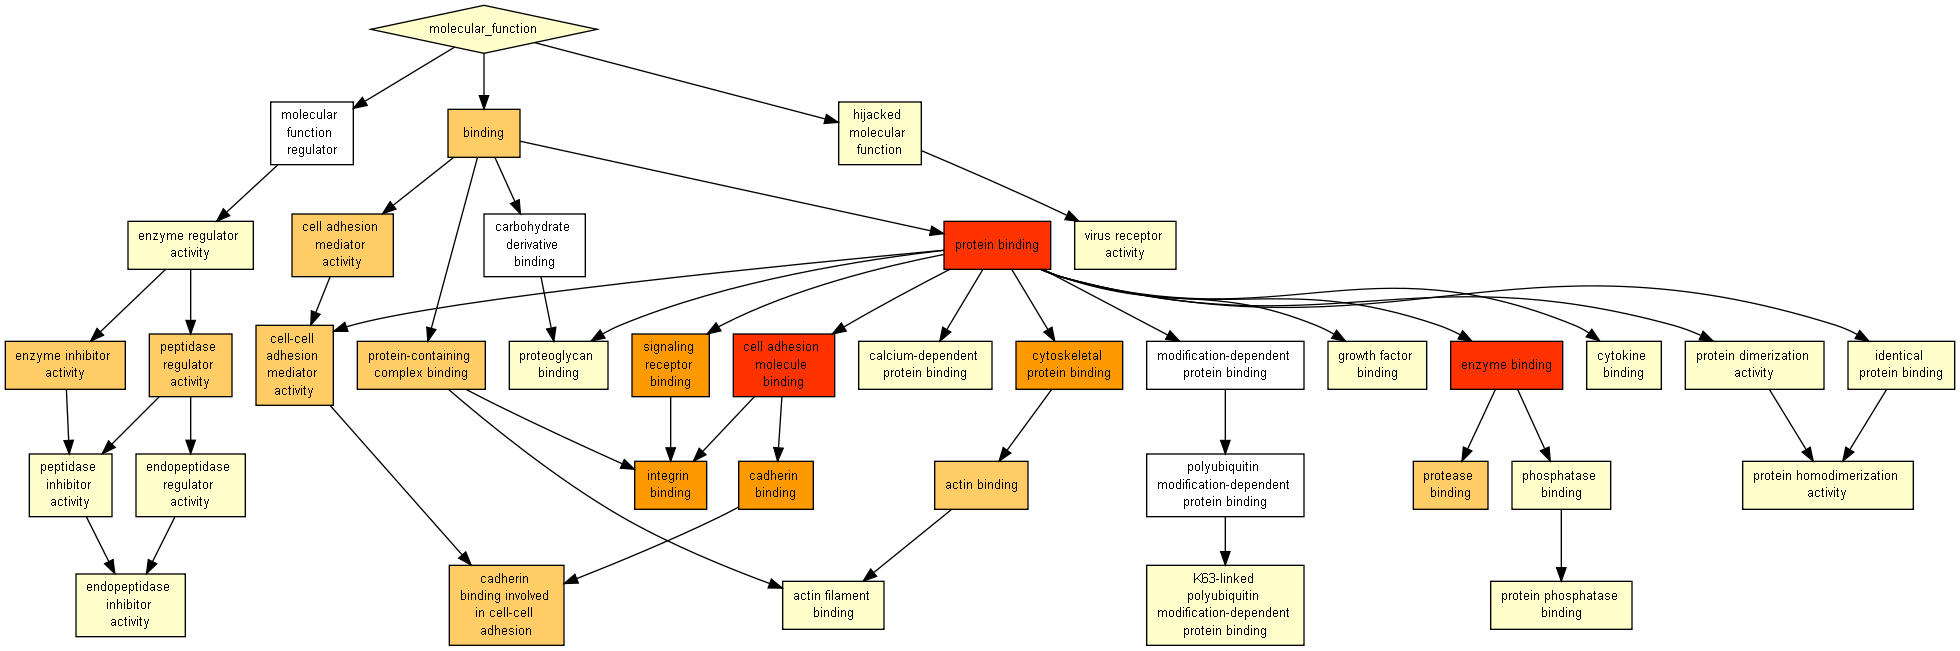 molecular_function
molecular
function
regulator
binding
hijacked
molecular
function
enzyme regulator
activity
cell adhesion
mediator
activity
carbohydrate
derivative
binding
protein binding
virus receptor
activity
enzyme inhibitor
activity
peptidase
regulator
activity
cell-cell
adhesion
mediator
activity
protein-containing
complex binding
proteoglycan
binding
signaling
receptor
binding
cell adhesion
molecule
binding
calcium-dependent
protein binding
cytoskeletal
protein binding
modification-dependent
protein binding
growth factor
binding
enzyme binding
cytokine
binding
protein dimerization
activity
identical
protein binding
peptidase
inhibitor
activity
endopeptidase
regulator
activity
integrin
binding
cadherin
binding
actin binding
polyubiquitin
modification-dependent
protein binding
protease
binding
phosphatase
binding
protein homodimerization
activity
endopeptidase
inhibitor
activity
cadherin
binding involved
in cell-cell
adhesion
actin filament
binding
K63-linked
polyubiquitin
modification-dependent
protein binding
protein phosphatase
binding